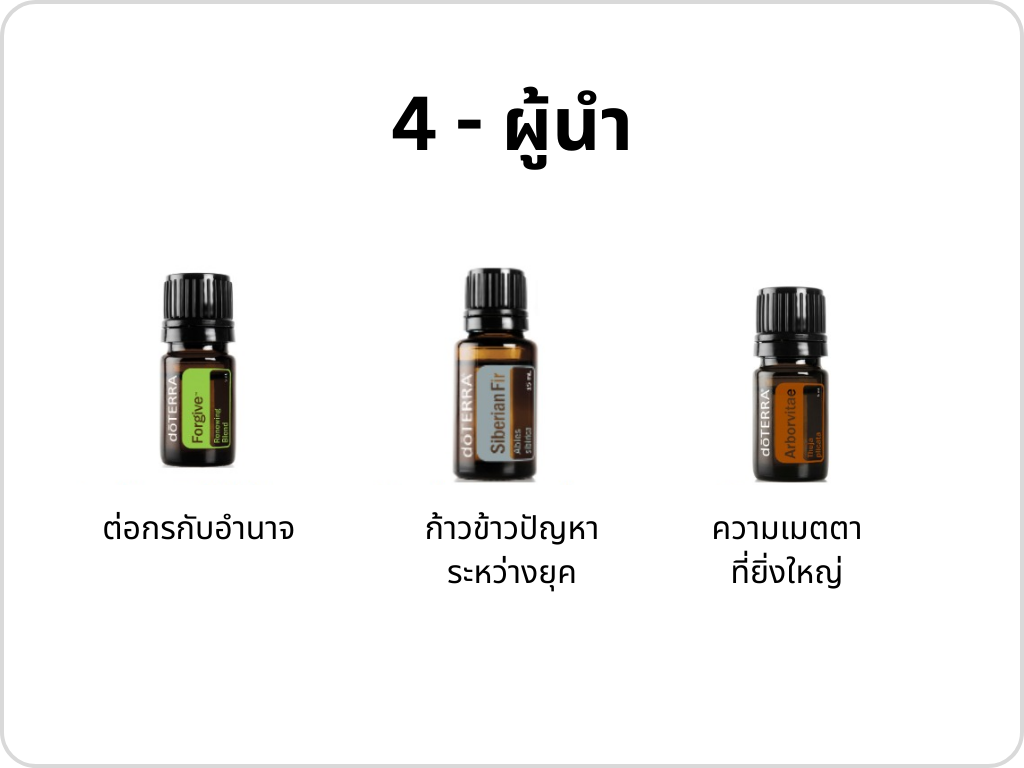 4 - ผู้นำ
dōTERRA
Forgive™
Renewing
Blend
dōTERRA
Siberian Fir
Abies
sibirica
15 mL
dōTERRA
Arborvitae
Thuja
plicata
ต่อกรกับอำนาจ
ก้าวข้าวปัญหา
ระหว่างยุค
ความเมตตา
ที่ยิ่งใหญ่